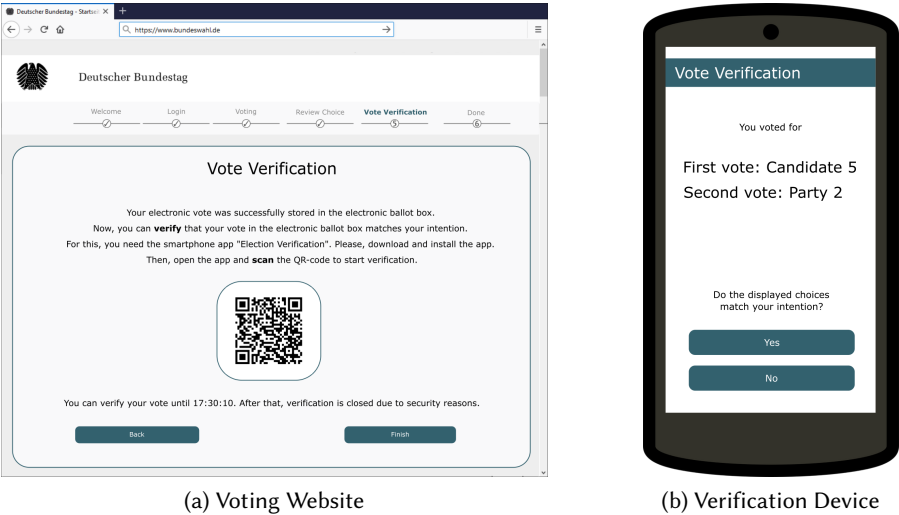 Deutscher Bundestag - Startseit
https://www.bundeswahl.de
Deutscher Bundestag
Welcome Login Voting Review Choice Vote Verification Done
5 6
Vote Verification
Your electronic vote was successfully stored in the electronic ballot box.
Now, you can verify that your vote in the electronic ballot box matches your intention.
For this, you need the smartphone app "Election Verification". Please, download and install the app.
Then, open the app and scan the QR-code to start verification.
You can verify your vote until 17:30:10. After that, verification is closed due to security reasons.
Back Finish
(a) Voting Website
Vote Verification
You voted for
First vote: Candidate 5
Second vote: Party 2
Do the displayed choices
match your intention?
Yes
No
(b) Verification Device